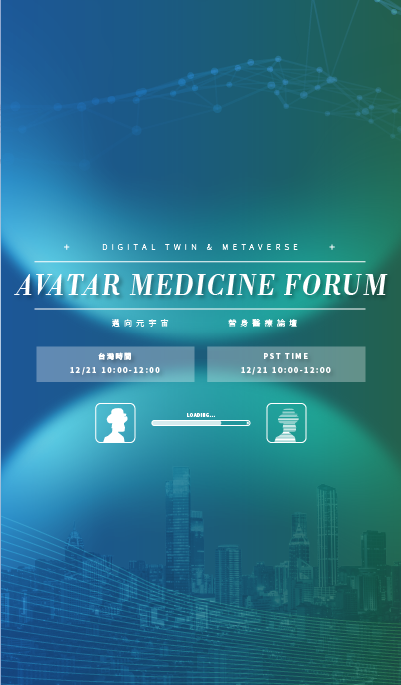 + DIGITAL TWIN & METAVERSE +
AVATAR MEDICINE FORUM
邁向元宇宙 替身醫療論壇
台灣時間
12/21 10:00-12:00
PST TIME
12/21 10:00-12:00
LOADING...